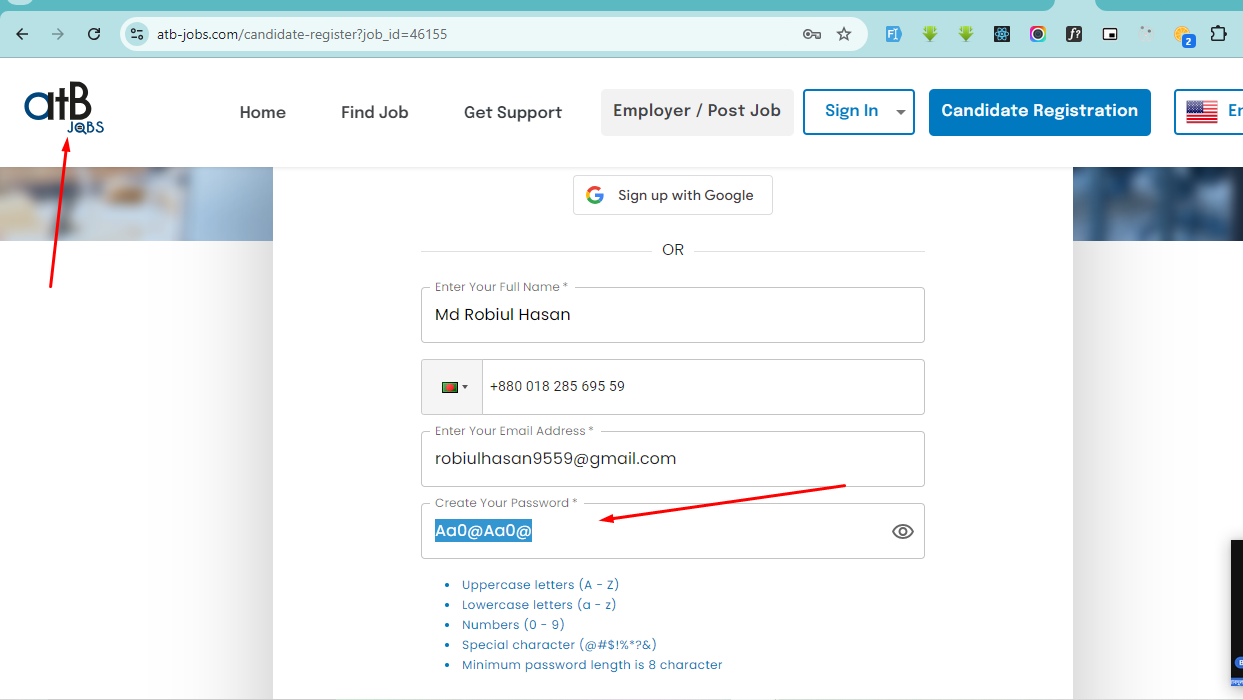 atb-jobs.com/candidate-register?job_id=46155
2
atB
JOBS
Home
Find Job
Get Support
Employer / Post Job
Sign In
Candidate Registration
Sign up with Google
OR
Enter Your Full Name *
Md Robiul Hasan
+880 018 285 695 59
Enter Your Email Address *
robiulhasan9559@gmail.com
Create Your Password *
Aa0@Aa0@
Uppercase letters (A - Z)
Lowercase letters (a - z)
Numbers (0 - 9)
Special character (@#$!%*?&)
Minimum password length is 8 character